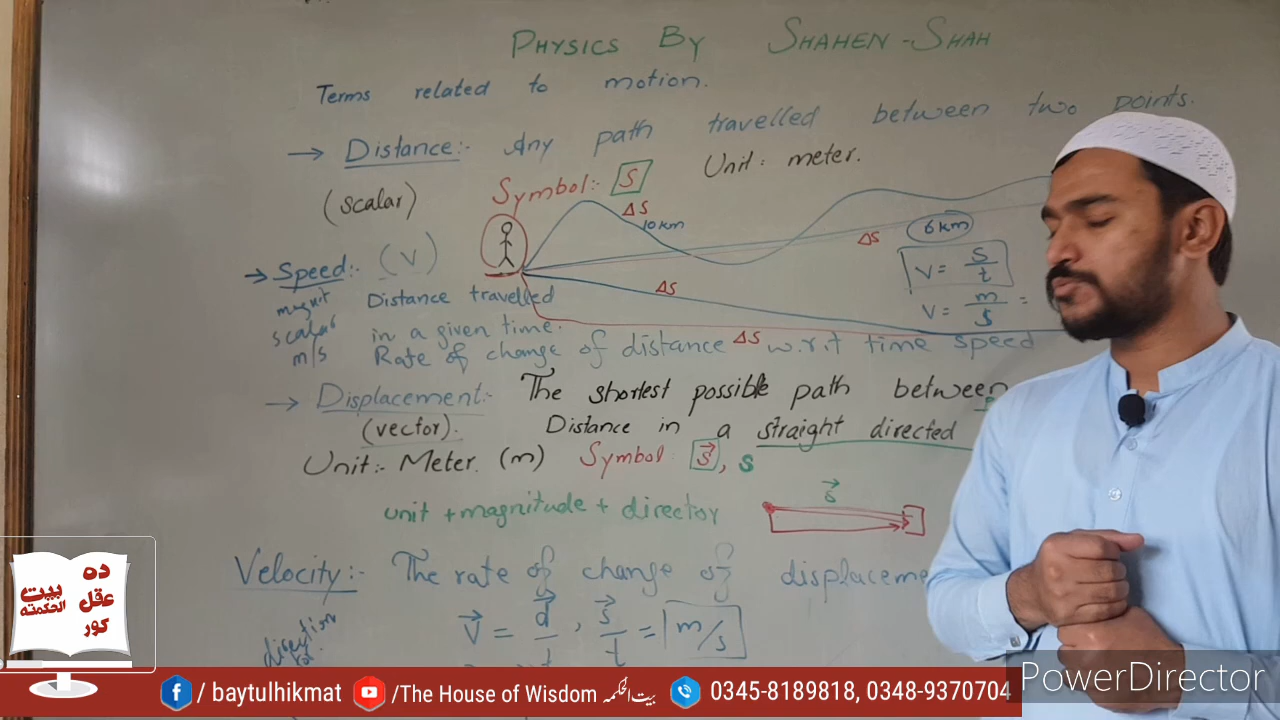 PHYSICS BY SHAHEN-SHAH
Terms related to motion.
→ Distance:- Any path travelled between two points.
(scalar) Symbol:- S Unit: meter.
ΔS
10 km
ΔS
6 km
→ Speed:- (V)
V = S/t
V = m/s =
ΔS
magnit
scalar
m/s
Distance travelled
in a given time.
Rate of change of distance ΔS w.r.t time speed
→ Displacement:- The shortest possible path between
(vector). Distance in a straight directed
Unit:- Meter. (m) Symbol: S⃗, S
unit + magnitude + director
S⃗
Velocity:- The rate of change of displaceme
V⃗ = d⃗/t, S⃗/t = m/s
direction
ده
عقل
کور
بیت
الحکمته
/ baytulhikmat /The House of Wisdom بیت الحکمہ 0345-8189818, 0348-9370704
PowerDirector